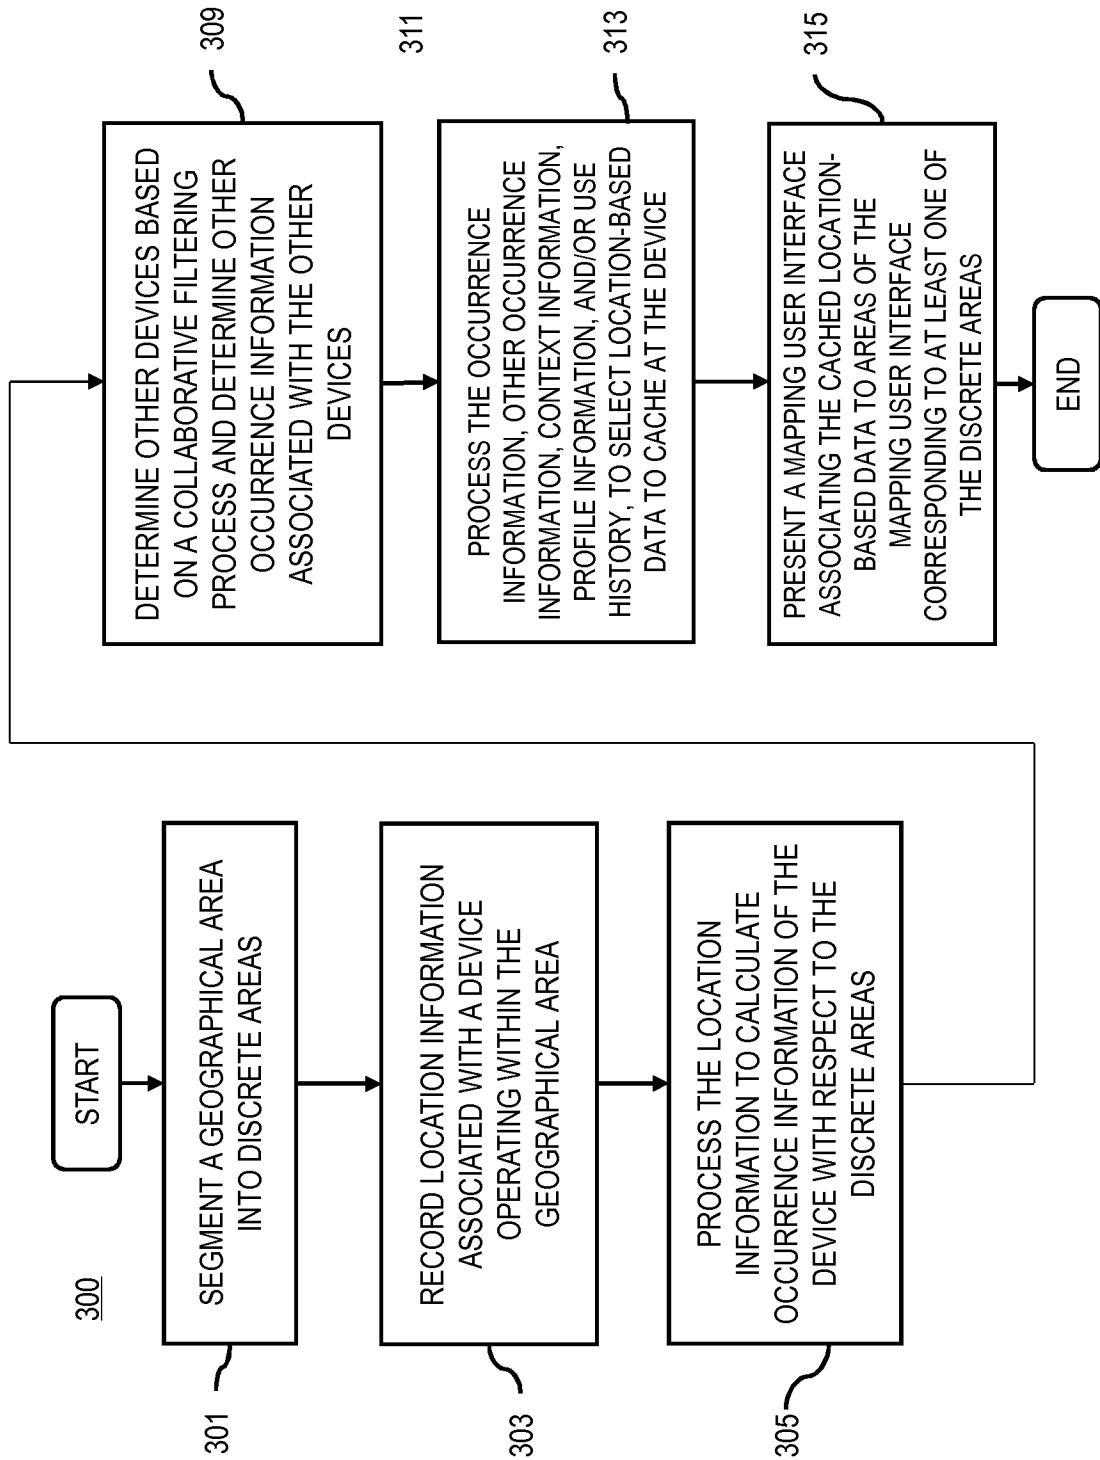 300
START
SEGMENT A GEOGRAPHICAL AREA
INTO DISCRETE AREAS
301
RECORD LOCATION INFORMATION
ASSOCIATED WITH A DEVICE
OPERATING WITHIN THE
GEOGRAPHICAL AREA
303
PROCESS THE LOCATION
INFORMATION TO CALCULATE
OCCURRENCE INFORMATION OF THE
DEVICE WITH RESPECT TO THE
DISCRETE AREAS
305
DETERMINE OTHER DEVICES BASED
ON A COLLABORATIVE FILTERING
PROCESS AND DETERMINE OTHER
OCCURRENCE INFORMATION
ASSOCIATED WITH THE OTHER
DEVICES
309
311
PROCESS THE OCCURRENCE
INFORMATION, OTHER OCCURRENCE
INFORMATION, CONTEXT INFORMATION,
PROFILE INFORMATION, AND/OR USE
HISTORY, TO SELECT LOCATION-BASED
DATA TO CACHE AT THE DEVICE
313
PRESENT A MAPPING USER INTERFACE
ASSOCIATING THE CACHED LOCATION-
BASED DATA TO AREAS OF THE
MAPPING USER INTERFACE
CORRESPONDING TO AT LEAST ONE OF
THE DISCRETE AREAS
315
END